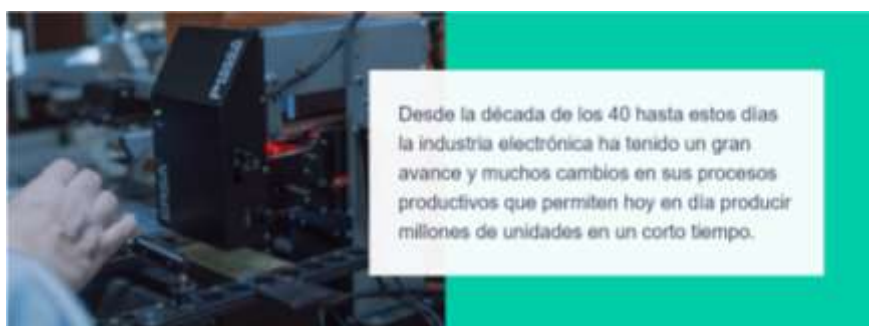 Desde la década de los 40 hasta estos días
la industria electrónica ha tenido un gran
avance y muchos cambios en sus procesos
productivos que permiten hoy en día producir
millones de unidades en un corto tiempo.